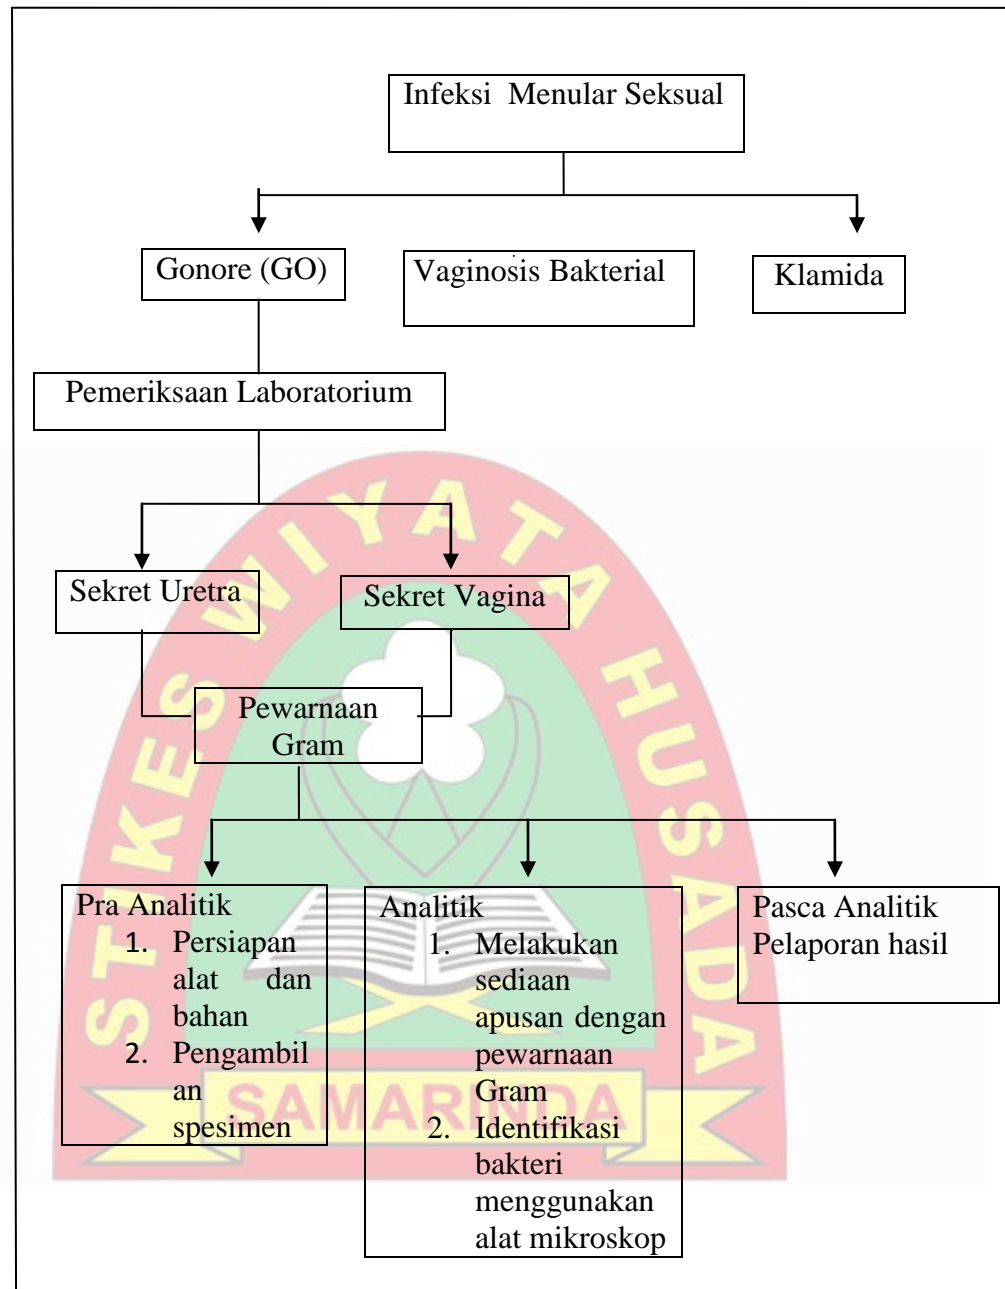 Infeksi Menular Seksual
Gonore (GO)
Vaginosis Bakterial
Klamida
Pemeriksaan Laboratorium
Sekret Uretra
Sekret Vagina
Pewarnaan
Gram
Pra Analitik
1. Persiapan
alat dan
bahan
2. Pengambil
an
spesimen
Analitik
1. Melakukan
sediaan
apusan dengan
pewarnaan
Gram
2. Identifikasi
bakteri
menggunakan
alat mikroskop
Pasca Analitik
Pelaporan hasil
STIKES WIYATA HUSADA
SAMARINDA